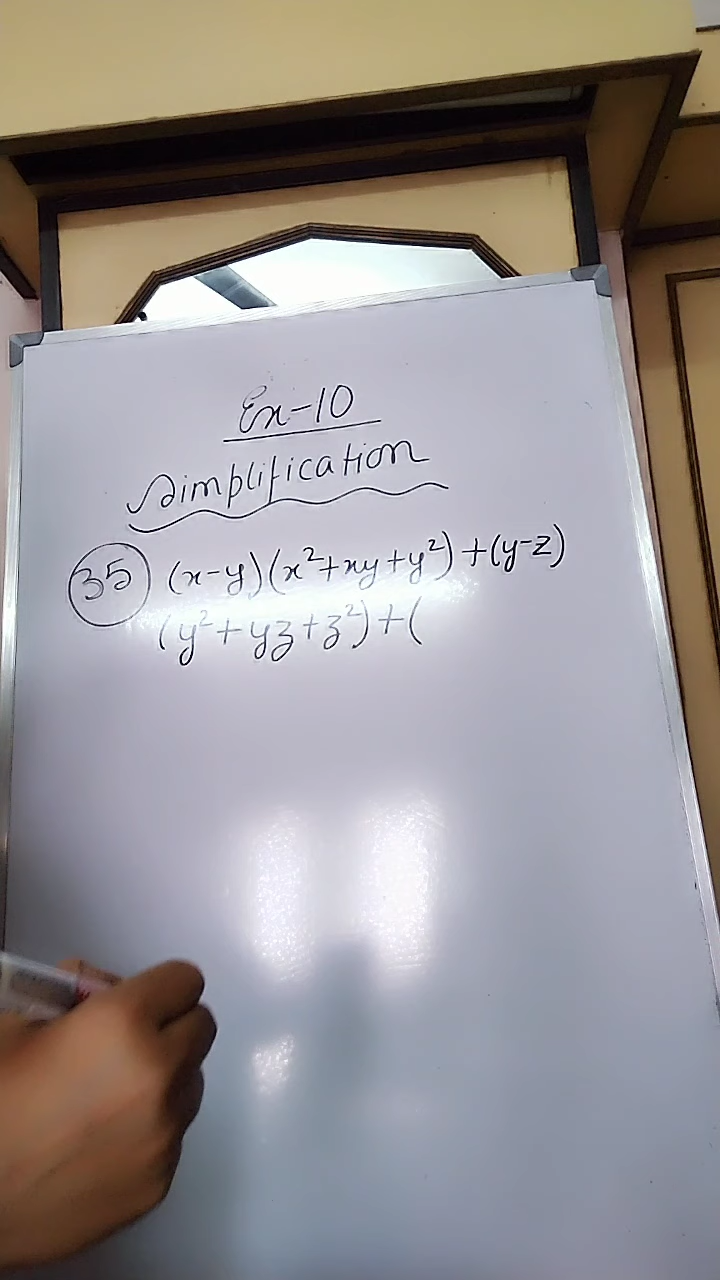 Ex-10
Simplification
35 (x-y)(x²+xy+y²)+(y-z)
(y²+yz+z²)+(